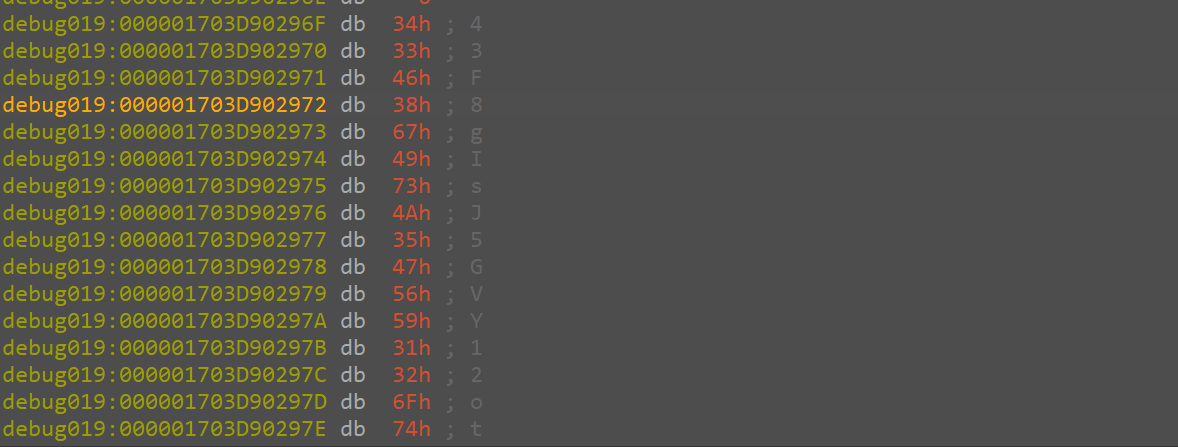 debug019:000001703D90296F db 34h ; 4
debug019:000001703D902970 db 33h ; 3
debug019:000001703D902971 db 46h ; F
debug019:000001703D902972 db 38h ; 8
debug019:000001703D902973 db 67h ; g
debug019:000001703D902974 db 49h ; I
debug019:000001703D902975 db 73h ; s
debug019:000001703D902976 db 4Ah ; J
debug019:000001703D902977 db 35h ; 5
debug019:000001703D902978 db 47h ; G
debug019:000001703D902979 db 56h ; V
debug019:000001703D90297A db 59h ; Y
debug019:000001703D90297B db 31h ; 1
debug019:000001703D90297C db 32h ; 2
debug019:000001703D90297D db 6Fh ; o
debug019:000001703D90297E db 74h ; t